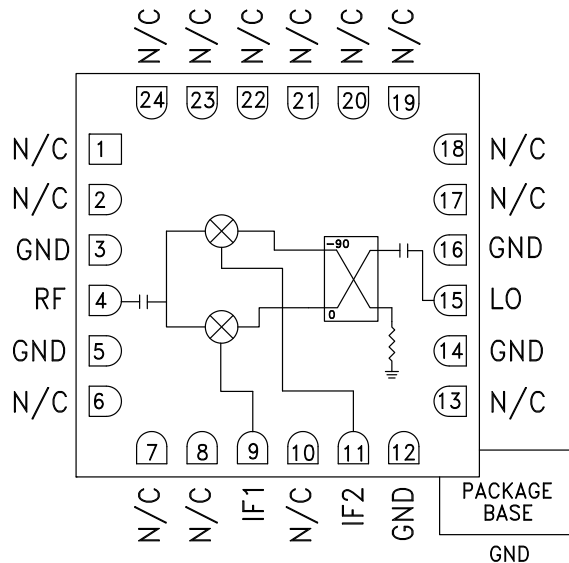 N/C N/C N/C N/C N/C N/C
24 23 22 21 20 19
N/C 1 18 N/C
N/C 2 17 N/C
GND 3 16 GND
-90
RF 4 15 LO
0
GND 5 14 GND
N/C 6 13 N/C
7 8 9 10 11 12
N/C N/C IF1 N/C IF2 GND
PACKAGE
BASE
GND